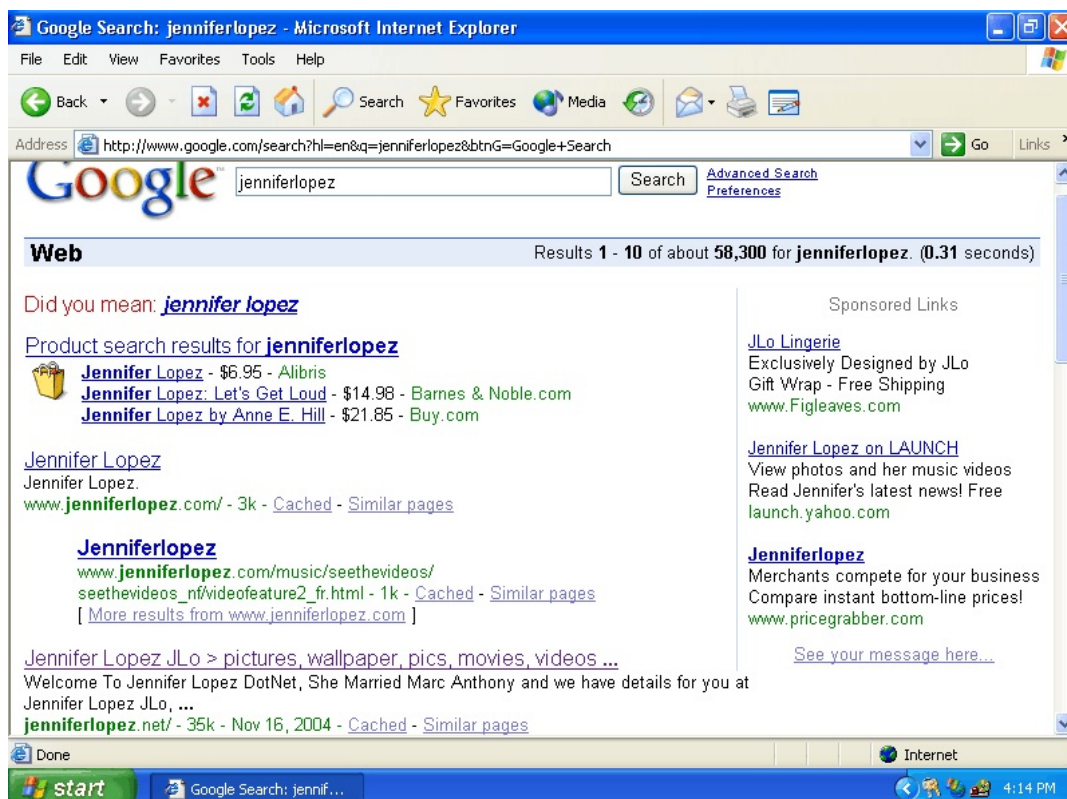 Google Search: jenniferlopez - Microsoft Internet Explorer
File Edit View Favorites Tools Help
Back Search Favorites Media
Address http://www.google.com/search?hl=en&q=jenniferlopez&btnG=Google+Search Go Links
Google™ jenniferlopez Search Advanced Search
Preferences
Web Results 1 - 10 of about 58,300 for jenniferlopez. (0.31 seconds)
Did you mean: jennifer lopez
Product search results for jenniferlopez
Jennifer Lopez - $6.95 - Alibris
Jennifer Lopez: Let's Get Loud - $14.98 - Barnes & Noble.com
Jennifer Lopez by Anne E. Hill - $21.85 - Buy.com
Jennifer Lopez
Jennifer Lopez.
www.jenniferlopez.com/ - 3k - Cached - Similar pages
Jenniferlopez
www.jenniferlopez.com/music/seethevideos/
seethevideos_nf/videofeature2_fr.html - 1k - Cached - Similar pages
[ More results from www.jenniferlopez.com ]
Jennifer Lopez JLo > pictures, wallpaper, pics, movies, videos ...
Welcome To Jennifer Lopez DotNet, She Married Marc Anthony and we have details for you at
Jennifer Lopez JLo, ...
jenniferlopez.net/ - 35k - Nov 16, 2004 - Cached - Similar pages
Sponsored Links
JLo Lingerie
Exclusively Designed by JLo
Gift Wrap - Free Shipping
www.Figleaves.com
Jennifer Lopez on LAUNCH
View photos and her music videos
Read Jennifer's latest news! Free
launch.yahoo.com
Jenniferlopez
Merchants compete for your business
Compare instant bottom-line prices!
www.pricegrabber.com
See your message here...
Done Internet
start Google Search: jennif... 4:14 PM